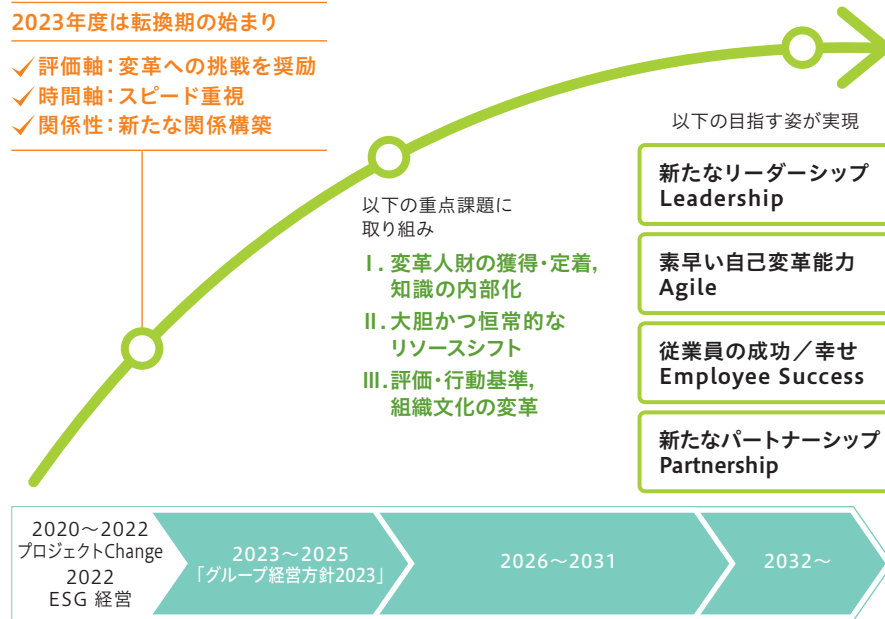 2023年度は転換期の始まり
評価軸：変革への挑戦を奨励
時間軸：スピード重視
関係性：新たな関係構築
以下の重点課題に
取り組み
Ⅰ. 変革人財の獲得・定着,
知識の内部化
Ⅱ. 大胆かつ恒常的な
リソースシフト
Ⅲ. 評価・行動基準,
組織文化の変革
以下の目指す姿が実現
新たなリーダーシップ
Leadership
素早い自己変革能力
Agile
従業員の成功／幸せ
Employee Success
新たなパートナーシップ
Partnership
2020～2022
プロジェクトChange
2022
ESG 経営
2023～2025
「グループ経営方針2023」
2026～2031
2032～